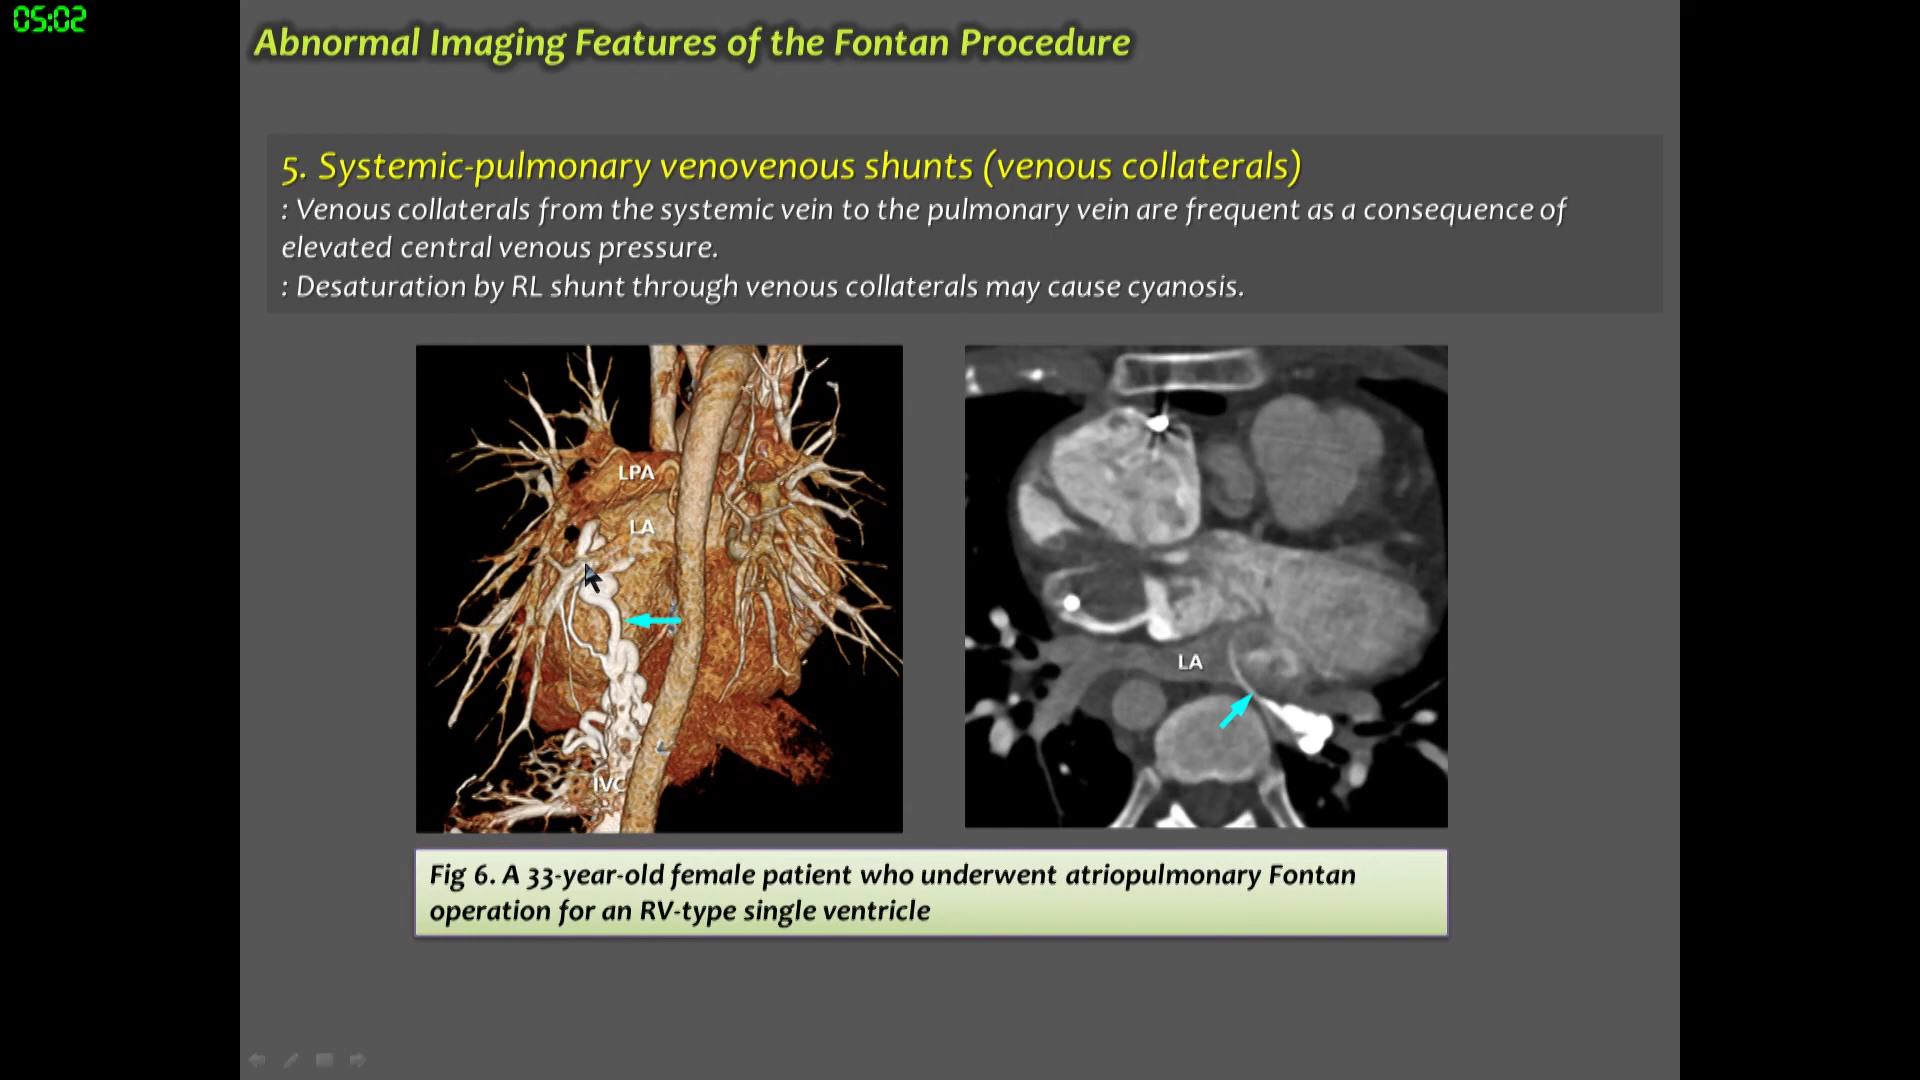 05:02
Abnormal Imaging Features of the Fontan Procedure
5. Systemic-pulmonary venovenous shunts (venous collaterals)
: Venous collaterals from the systemic vein to the pulmonary vein are frequent as a consequence of
elevated central venous pressure.
: Desaturation by RL shunt through venous collaterals may cause cyanosis.
LPA
LA
IVC
LA
Fig 6. A 33-year-old female patient who underwent atriopulmonary Fontan
operation for an RV-type single ventricle